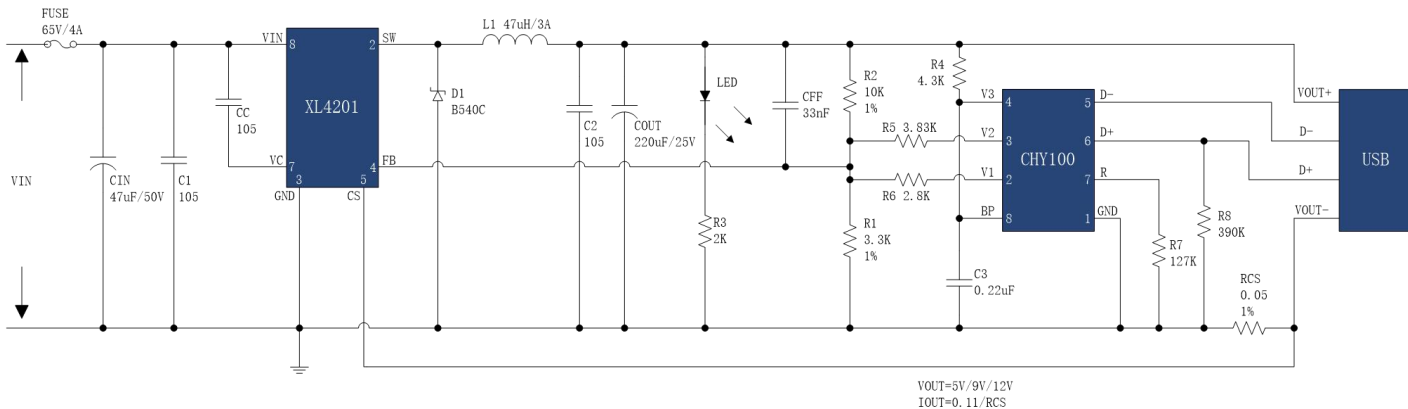 FUSE
65V/4A
VIN
CIN
47uF/50V
C1
105
CC
105
VIN
8
2
SW
XL4201
VC
7
4
FB
3
5
GND
CS
D1
B540C
L1 47uH/3A
C2
105
COUT
220uF/25V
LED
R3
2K
CFF
33nF
R2
10K
1%
R5 3.83K
R6 2.8K
R1
3.3K
1%
R4
4.3K
C3
0.22uF
V3
4
5
D-
V2
3
6
D+
CHY100
V1
2
7
R
BP
8
1
GND
R7
127K
R8
390K
RCS
0.05
1%
VOUT+
D-
D+
VOUT-
USB
VOUT=5V/9V/12V
IOUT=0.11/RCS